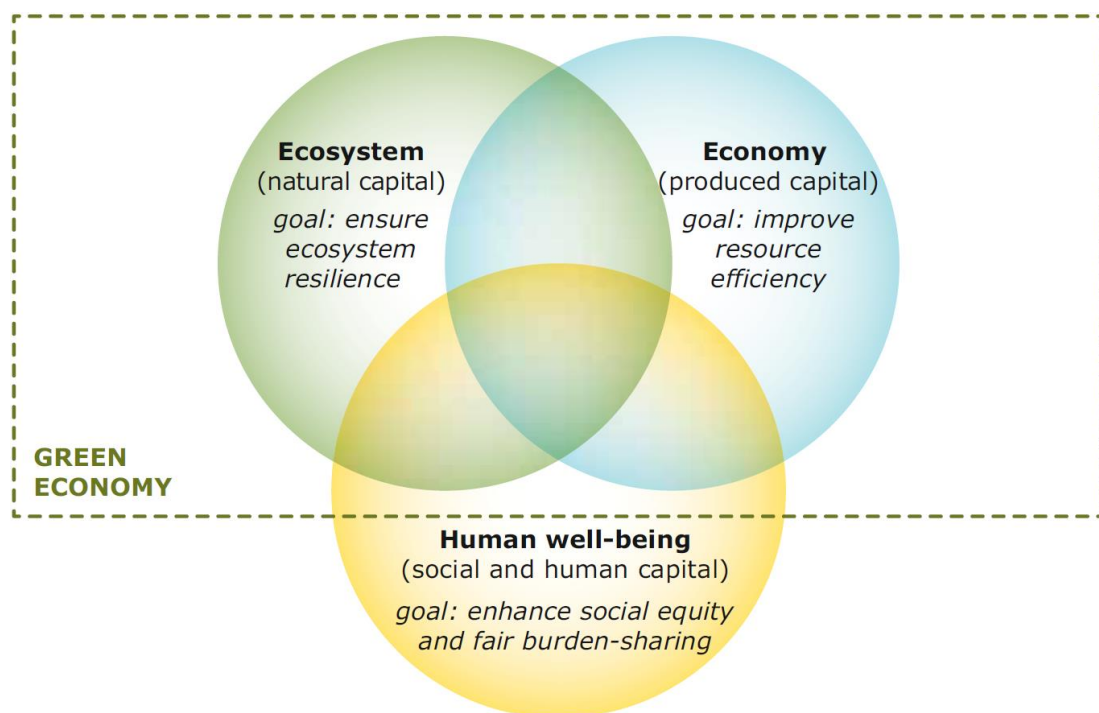 Ecosystem
(natural capital)
goal: ensure
ecosystem
resilience
Economy
(produced capital)
goal: improve
resource
efficiency
GREEN
ECONOMY
Human well-being
(social and human capital)
goal: enhance social equity
and fair burden-sharing